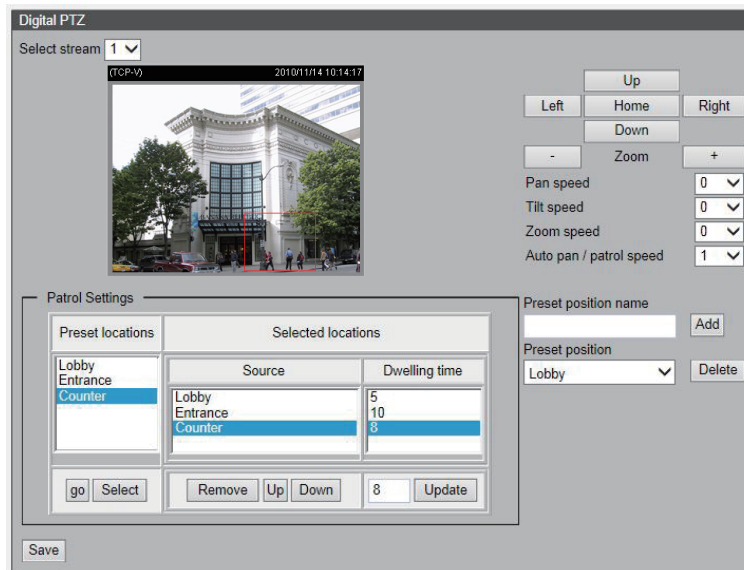 Digital PTZ
Select stream 1
(TCP-V) 2010/11/14 10:14:17
Up
Left Home Right
Down
- Zoom +
Pan speed 0
Tilt speed 0
Zoom speed 0
Auto pan / patrol speed 1
Patrol Settings
Preset locations Selected locations
Lobby
Entrance
Counter
Source Dwelling time
Lobby 5
Entrance 10
Counter 8
go Select Remove Up Down 8 Update
Preset position name
Add
Preset position
Lobby Delete
Save